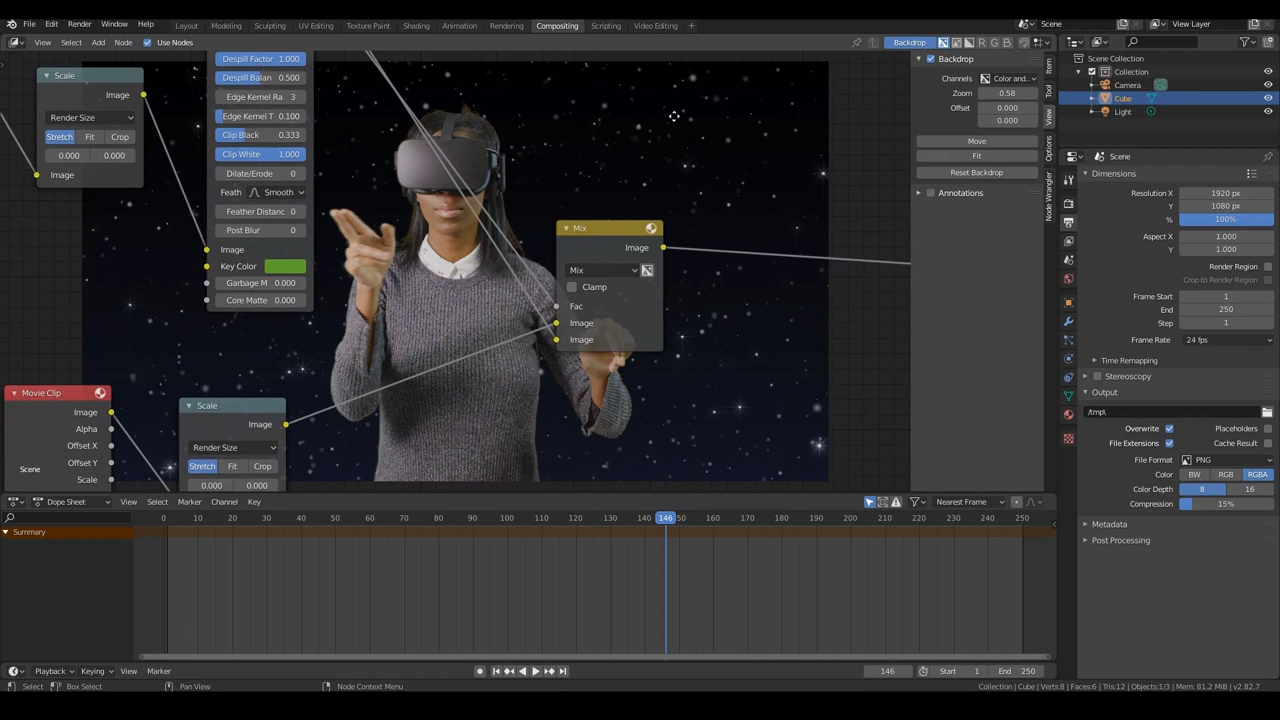 File Edit Render Window Help Layout Modeling Sculpting UV Editing Texture Paint Shading Animation Rendering Compositing Scripting Video Editing + Scene View Layer
View Select Add Node Use Nodes Backdrop R G B
Scale
Image
Render Size
Stretch Fit Crop
0.000 0.000
Image
Despill Factor 1.000
Despill Balan 0.500
Edge Kernel Ra 3
Edge Kernel T 0.100
Clip Black 0.333
Clip White 1.000
Dilate/Erode 0
Feath Smooth
Feather Distanc 0
Post Blur 0
Image
Key Color
Garbage M 0.000
Core Matte 0.000
Mix
Image
Mix
Clamp
Fac
Image
Image
Movie Clip
Image
Alpha
Offset X
Offset Y
Scale
Scene
Scale
Image
Render Size
Stretch Fit Crop
0.000 0.000
Backdrop
Channels Color and..
Zoom 0.58
Offset 0.000
0.000
Move
Fit
Reset Backdrop
Annotations
Item
Tool
View
Options
Node Wrangler
Scene Collection
Collection
Camera
Cube
Light
Scene
Dimensions
Resolution X 1920 px
Y 1080 px
% 100%
Aspect X 1.000
Y 1.000
Render Region
Crop to Render Region
Frame Start 1
End 250
Step 1
Frame Rate 24 fps
Time Remapping
Stereoscopy
Output
/tmp\
Overwrite Placeholders
File Extensions Cache Result
File Format PNG
Color BW RGB RGBA
Color Depth 8 16
Compression 15%
Metadata
Post Processing
Dope Sheet View Select Marker Channel Key Nearest Frame
0 10 20 30 40 50 60 70 80 90 100 110 120 130 140 146 50 160 170 180 190 200 210 220 230 240 250
Summary
Playback Keying View Marker 146 Start 1 End 250
Select Box Select Pan View Node Context Menu Collection | Cube | Verts:8 | Faces:6 | Tris:12 | Objects:1/3 | Mem: 81.2 MiB | v2.82.7